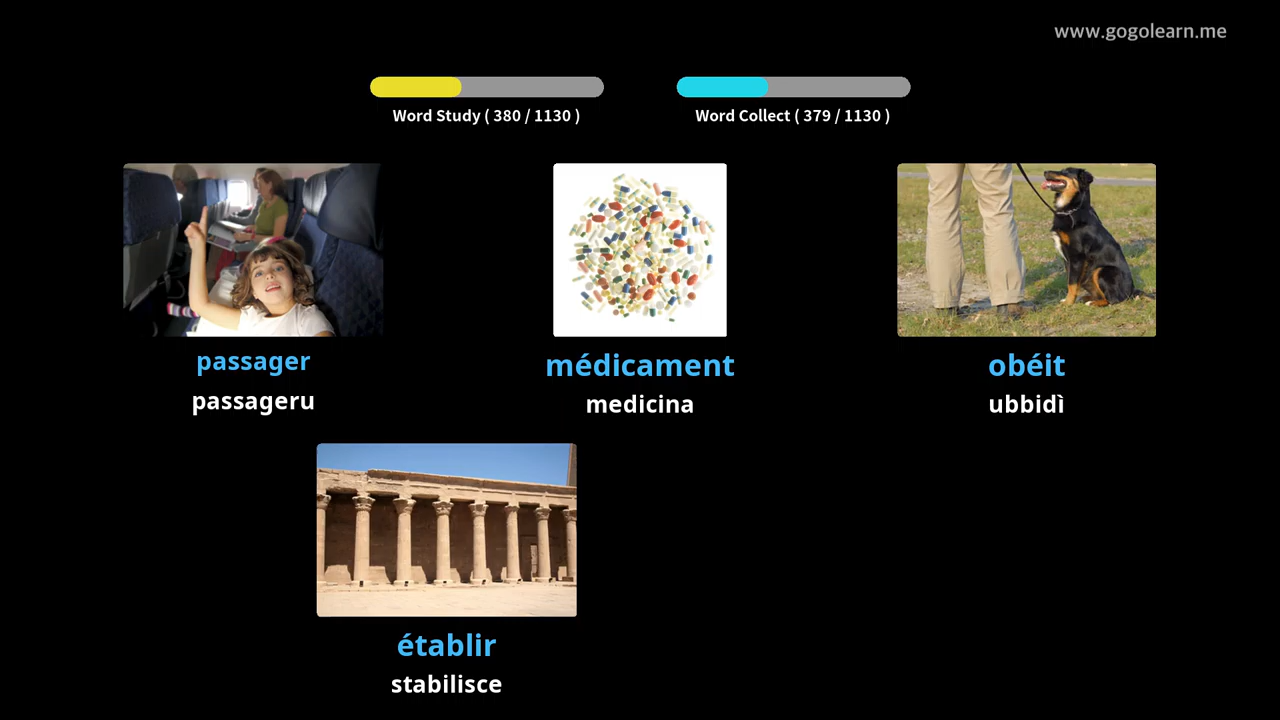 www.gogolearn.me
Word Study ( 380 / 1130 )
Word Collect ( 379 / 1130 )
passager
passageru
médicament
medicina
obéit
ubbidì
établir
stabilisce